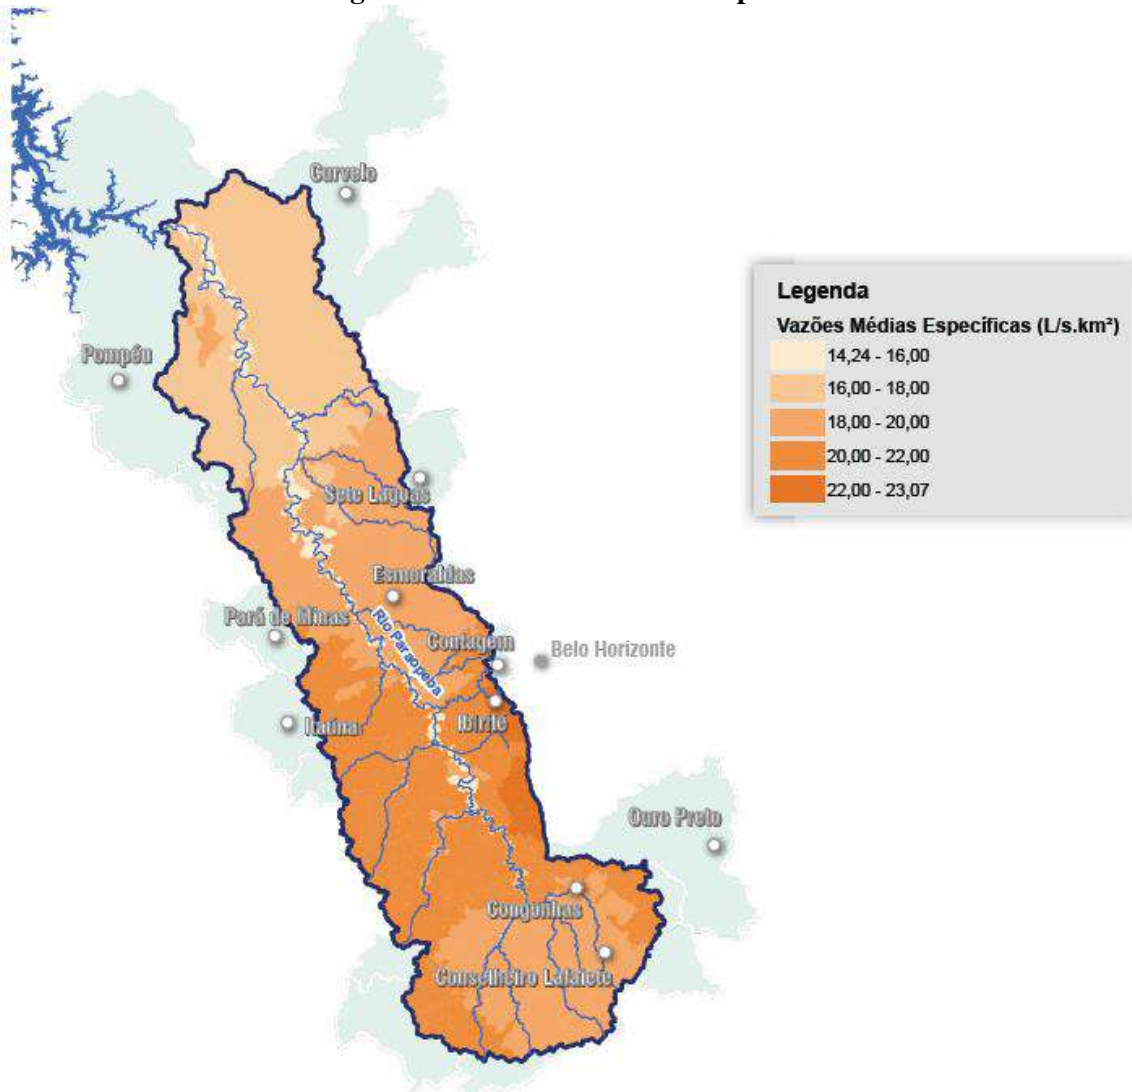 Curvelo
Pompéu
Sete Lagoas
Esmeraldas
Pará de Minas
Rio Paraopeba
Contagem
Belo Horizonte
Itaúna
Ibirité
Ouro Preto
Congonhas
Conselheiro Lafaiete
Legenda
Vazões Médias Específicas (L/s.km²)
14,24 - 16,00
16,00 - 18,00
18,00 - 20,00
20,00 - 22,00
22,00 - 23,07